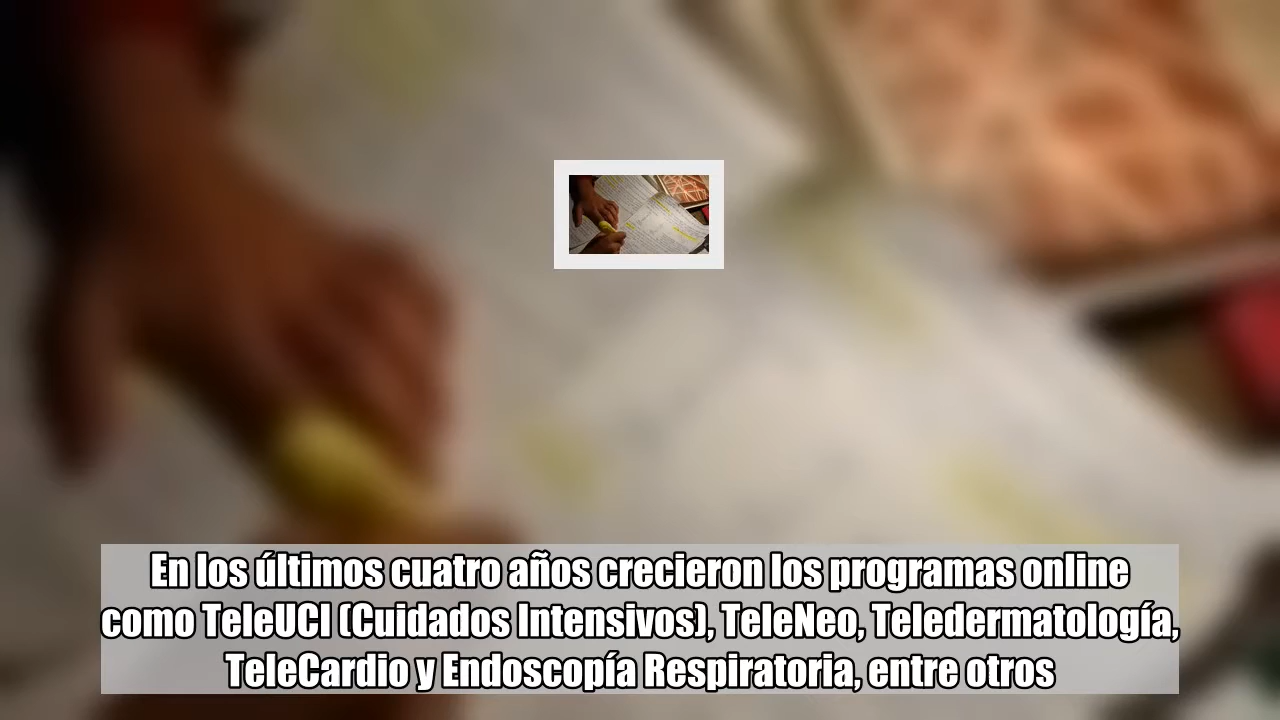 En los últimos cuatro años crecieron los programas online
como TeleUCI (Cuidados Intensivos), TeleNeo, Teledermatología,
TeleCardio y Endoscopía Respiratoria, entre otros